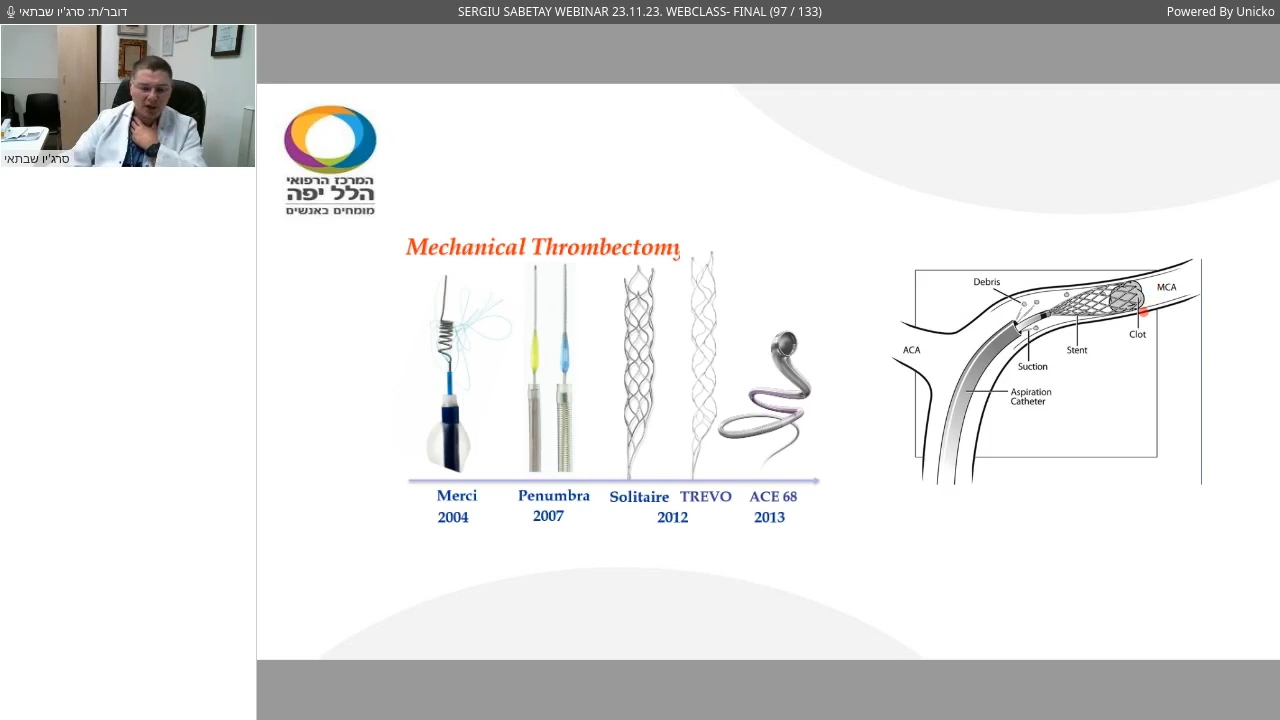 דובר/ת: סרג'יו שבתאי
SERGIU SABETAY WEBINAR 23.11.23. WEBCLASS- FINAL (97 / 133)
Powered By Unicko
סרג'יו שבתאי
המרכז הרפואי
הלל יפה
מומחים באנשים
Mechanical Thrombectomy
Merci
2004
Penumbra
2007
Solitaire TREVO
2012
ACE 68
2013
Debris
MCA
Clot
ACA
Stent
Suction
Aspiration
Catheter